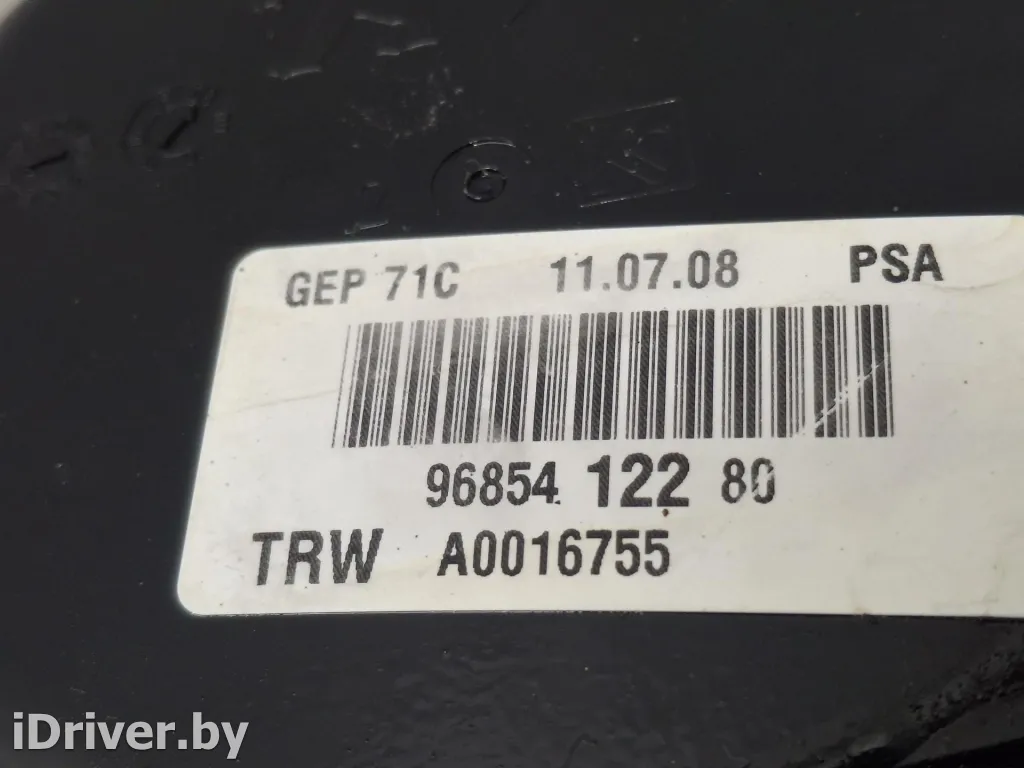 GEP 71C 11.07.08 PSA
96854 122 80
TRW A0016755
iDriver.by